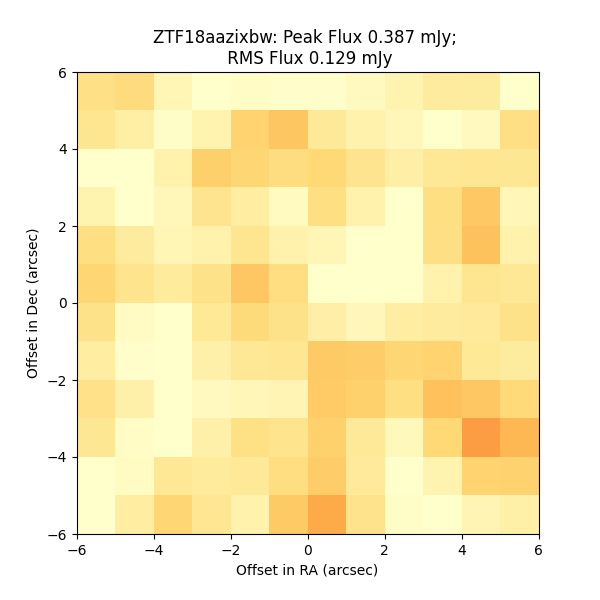 ZTF18aazixbw: Peak Flux 0.387 mJy;
RMS Flux 0.129 mJy
6
4
2
0
−2
−4
−6
Offset in Dec (arcsec)
−6 −4 −2 0 2 4 6
Offset in RA (arcsec)